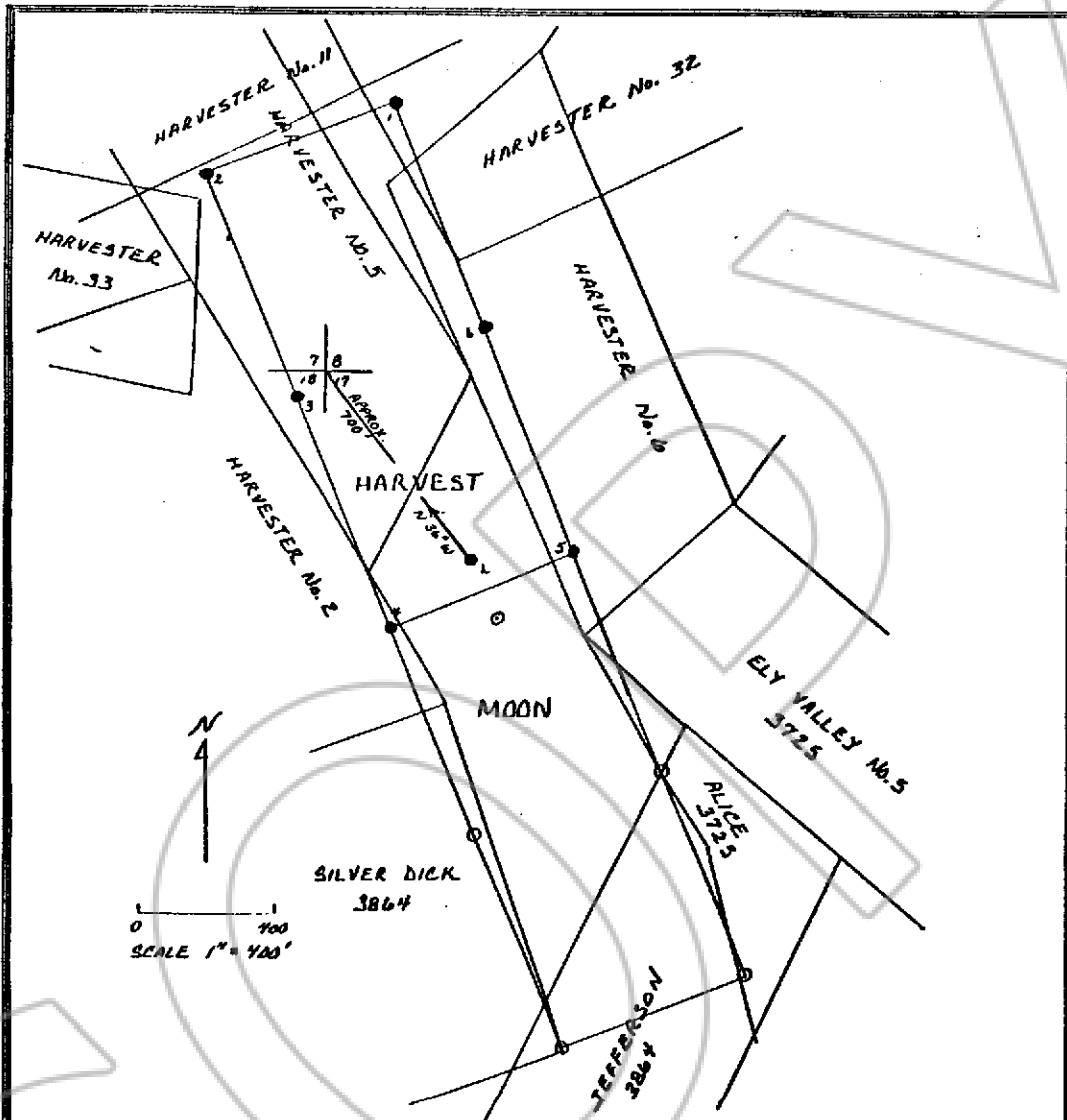 HARVESTER No. 11
HARVESTER No. 32
HARVESTER NO. 5
1
2
HARVESTER
No. 33
HARVESTER
No. 6
6
7 8
18 17
3
APPROX.
700'
HARVEST
N 36° W
HARVESTER No. 2
5
L
4
MOON
ELY VALLEY NO. 5
3725
N
ALICE
3725
SILVER DICK
3864
0 400
SCALE 1" = 400'
JEFFERSON
3864
COPY